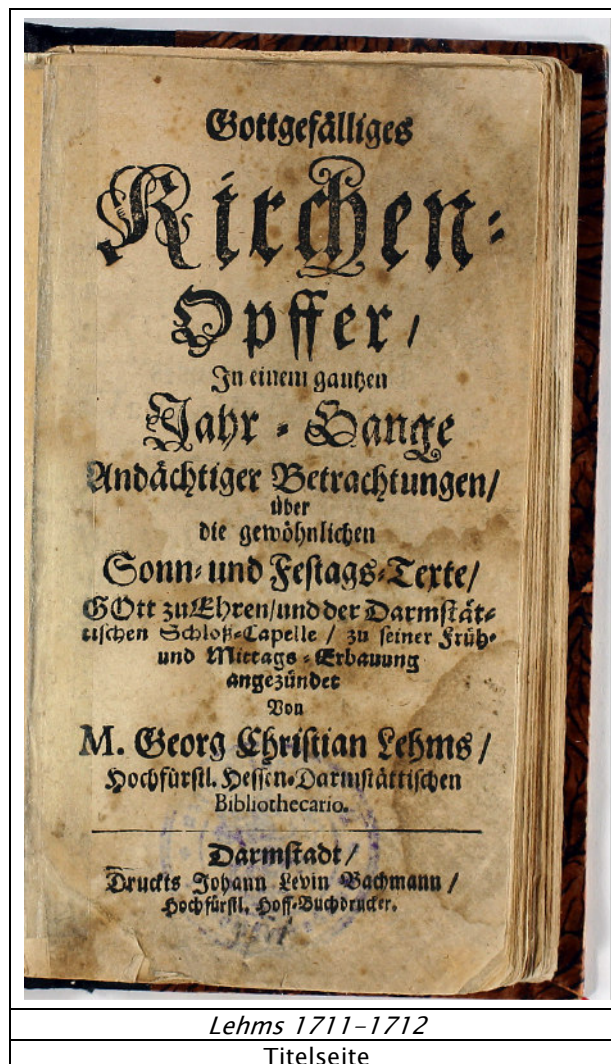 Gottgefälliges
Kirchen-
Opffer/
In einem gantzen
Jahr-Gange
Andächtiger Betrachtungen/
über
die gewöhnlichen
Sonn- und Festags-Texte/
GOtt zu Ehren/ und der Darmstät-
tischen Schloß-Capelle / zu seiner Früh-
und Mittags-Erbauung
angezündet
Von
M. Georg Christian Lehms /
Hochfürstl. Hessen-Darmstättischen
Bibliothecario.
Darmstadt/
Druckts Johann Levin Bachmann /
Hochfürstl. Hoff-Buchdrucker.
Lehms 1711–1712
Titelseite